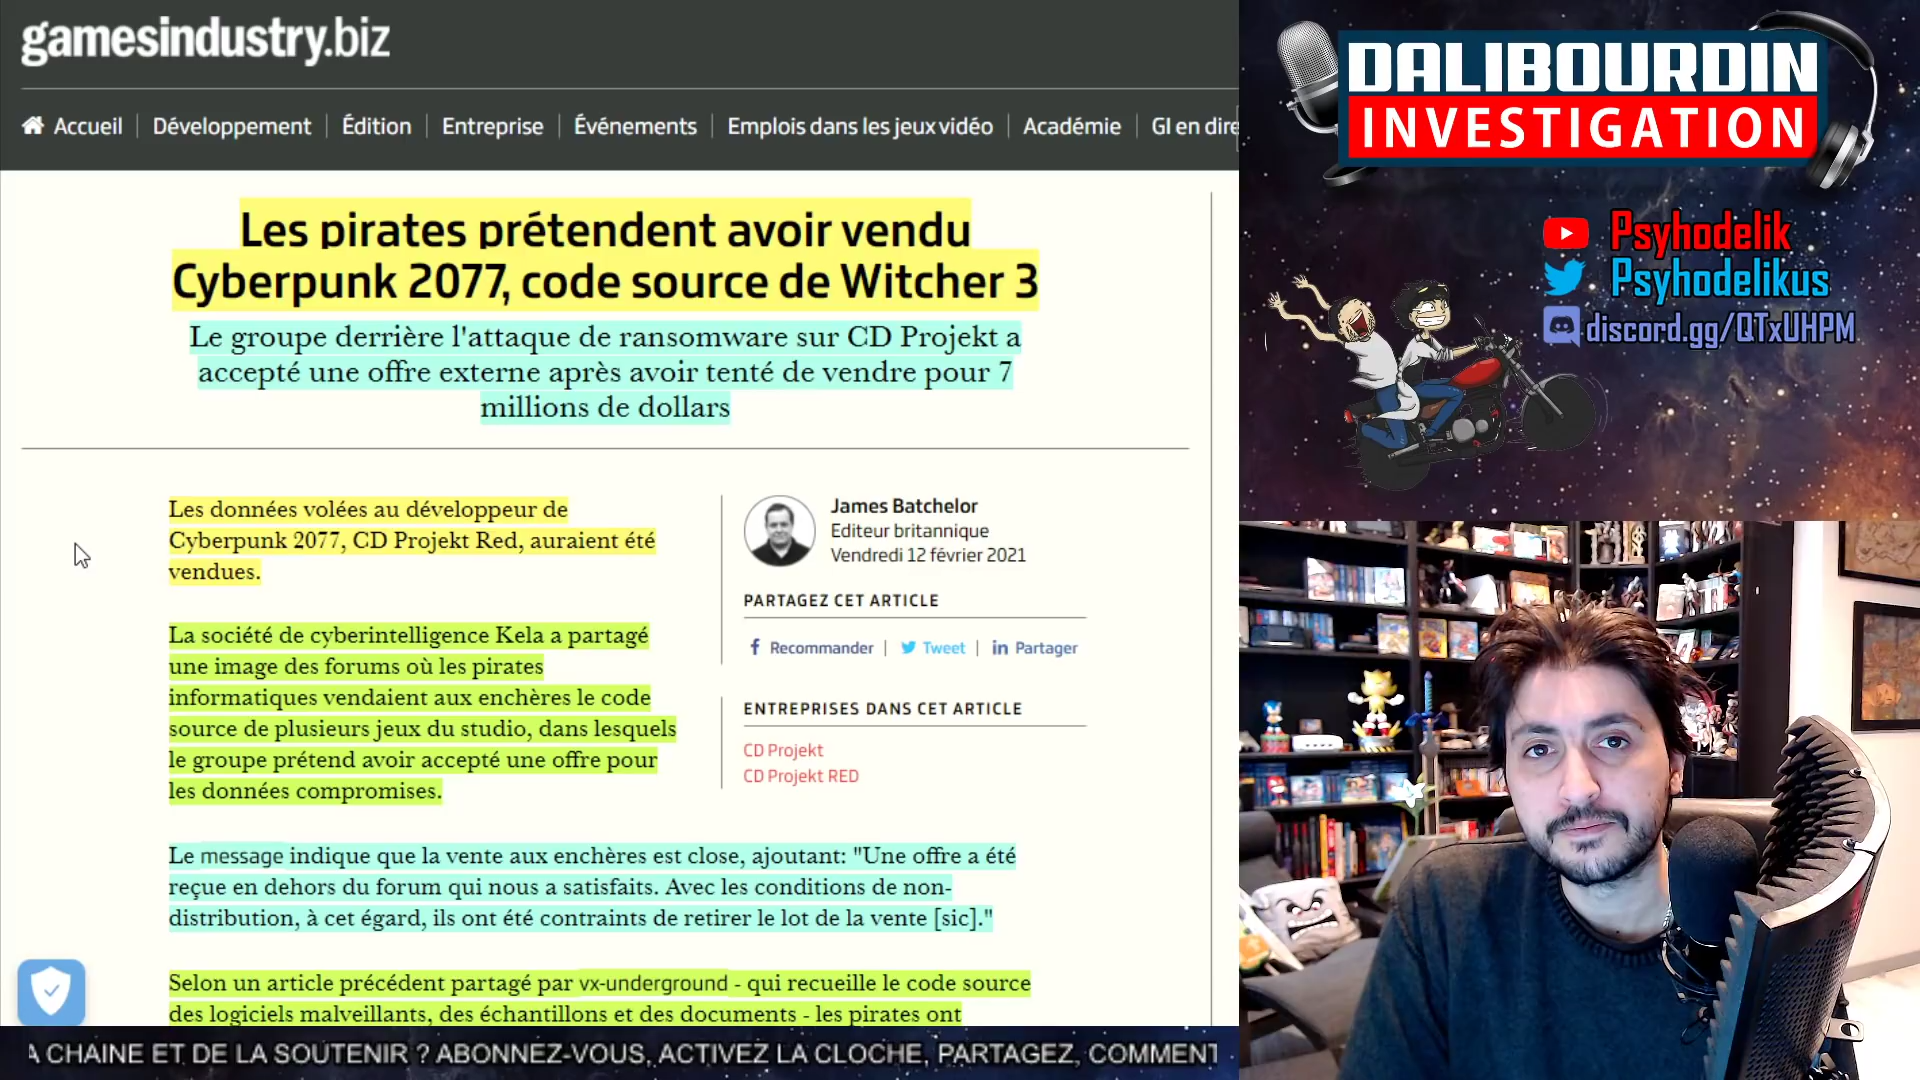 gamesindustry.biz
Accueil
Développement
Édition
Entreprise
Événements
Emplois dans les jeux vidéo
Académie
GI en dire
Les pirates prétendent avoir vendu
Cyberpunk 2077, code source de Witcher 3
Le groupe derrière l'attaque de ransomware sur CD Projekt a
accepté une offre externe après avoir tenté de vendre pour 7
millions de dollars
Les données volées au développeur de
Cyberpunk 2077, CD Projekt Red, auraient été
vendues.
La société de cyberintelligence Kela a partagé
une image des forums où les pirates
informatiques vendaient aux enchères le code
source de plusieurs jeux du studio, dans lesquels
le groupe prétend avoir accepté une offre pour
les données compromises.
James Batchelor
Editeur britannique
Vendredi 12 février 2021
PARTAGEZ CET ARTICLE
Recommander
Tweet
Partager
ENTREPRISES DANS CET ARTICLE
CD Projekt
CD Projekt RED
Le message indique que la vente aux enchères est close, ajoutant: "Une offre a été
reçue en dehors du forum qui nous a satisfaits. Avec les conditions de non-
distribution, à cet égard, ils ont été contraints de retirer le lot de la vente [sic]."
Selon un article précédent partagé par vx-underground - qui recueille le code source
des logiciels malveillants, des échantillons et des documents - les pirates ont
A CHAINE ET DE LA SOUTENIR ? ABONNEZ-VOUS, ACTIVEZ LA CLOCHE, PARTAGEZ, COMMENT
DALIBOURDIN
INVESTIGATION
Psyhodelik
Psyhodelikus
discord.gg/QTxUHPM